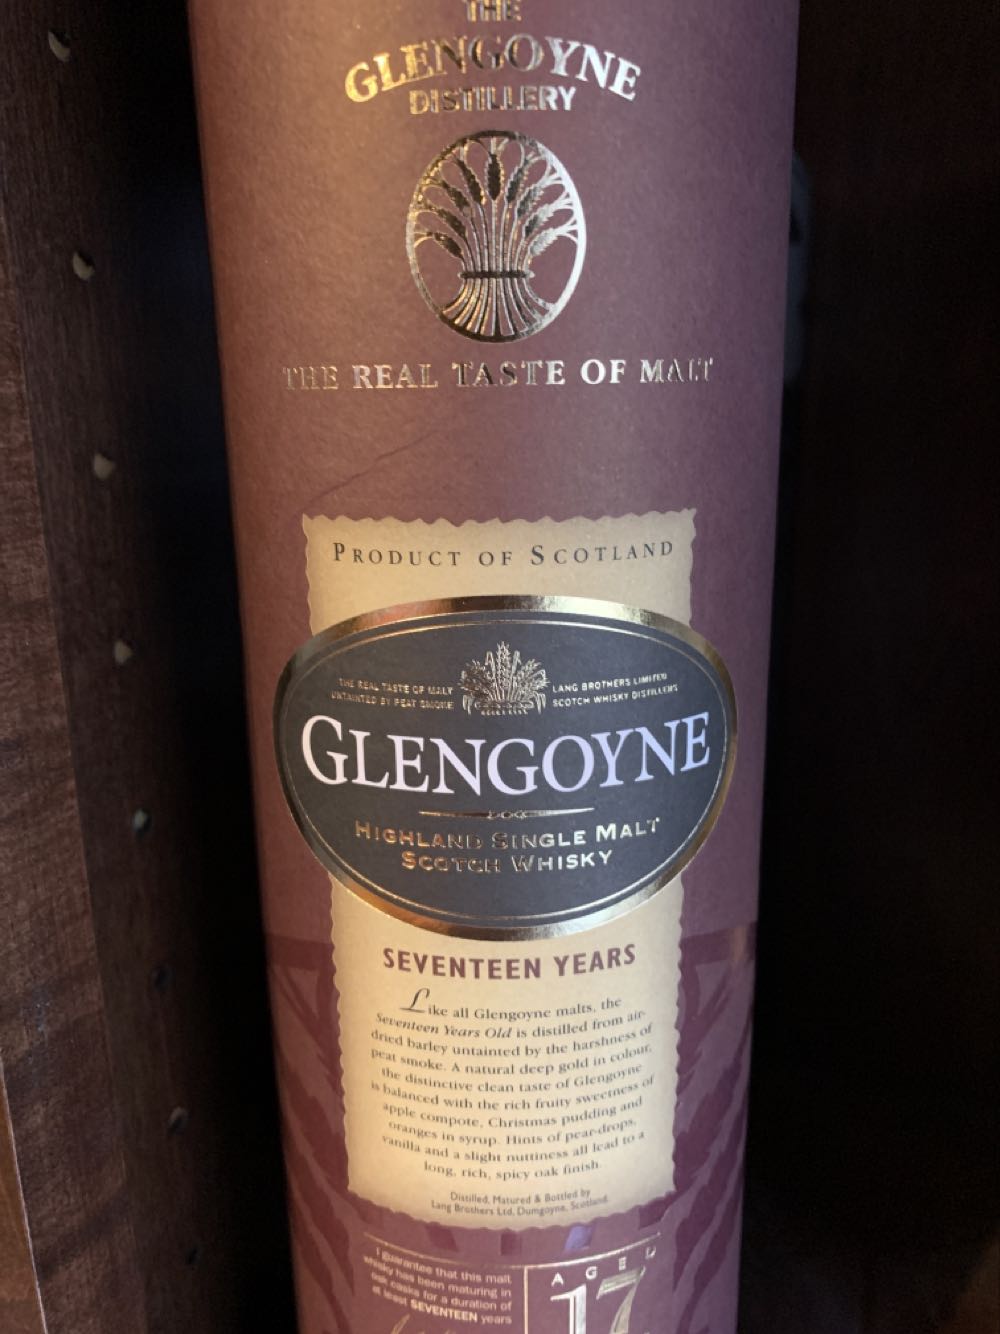 THE
GLENGOYNE
DISTILLERY
THE REAL TASTE OF MALT
PRODUCT OF SCOTLAND
THE REAL TASTE OF MALT
UNTAINTED BY PEAT SMOKE
LANG BROTHERS LIMITED
SCOTCH WHISKY DISTILLERS
GLENGOYNE
HIGHLAND SINGLE MALT
SCOTCH WHISKY
SEVENTEEN YEARS
Like all Glengoyne malts, the
Seventeen Years Old is distilled from air-
dried barley untainted by the harshness of
peat smoke. A natural deep gold in colour,
the distinctive clean taste of Glengoyne
is balanced with the rich fruity sweetness of
apple compote, Christmas pudding and
oranges in syrup. Hints of pear-drops,
vanilla and a slight nuttiness all lead to a
long, rich, spicy oak finish.
Distilled, Matured & Bottled by
Lang Brothers Ltd, Dumgoyne, Scotland.
I guarantee that this malt
whisky has been maturing in
oak casks for a duration of
at least SEVENTEEN years
AGED
17